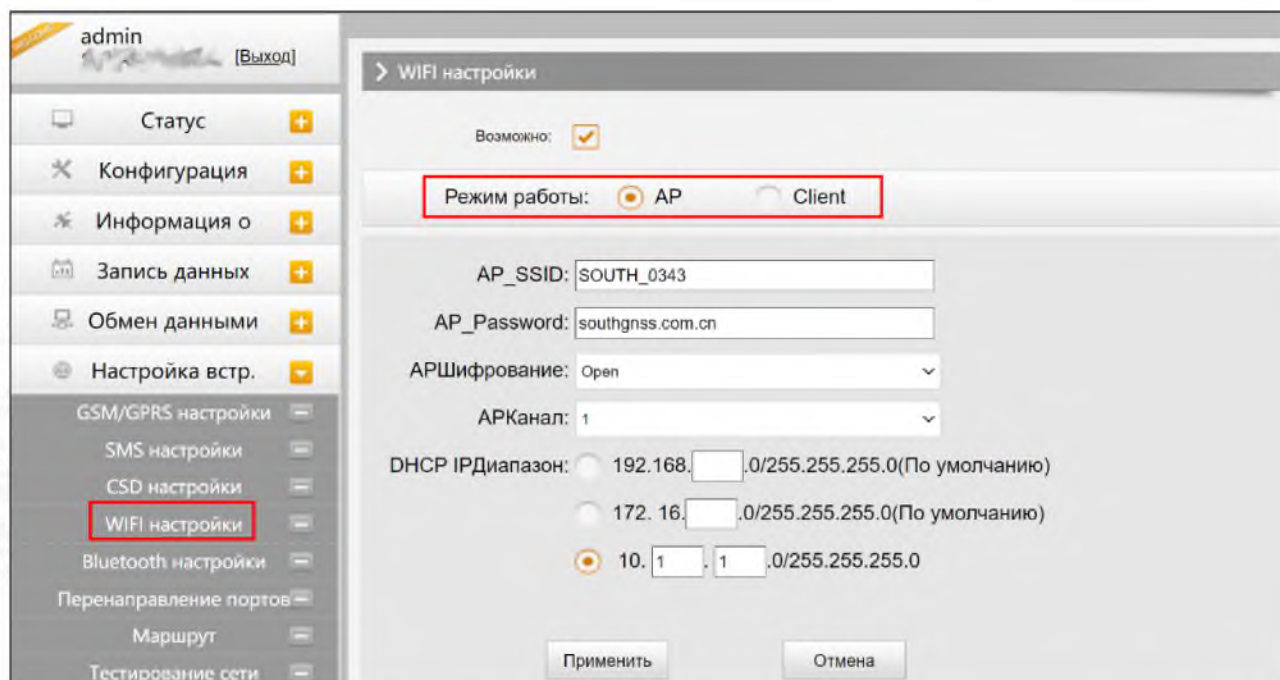 admin
[Выход]
Статус
Конфигурация
Информация о
Запись данных
Обмен данными
Настройка встр.
GSM/GPRS настройки
SMS настройки
CSD настройки
WIFI настройки
Bluetooth настройки
Перенаправление портов
Маршрут
Тестирование сети
WIFI настройки
Возможно:
Режим работы: AP Client
AP_SSID: SOUTH_0343
AP_Password: southgnss.com.cn
APШифрование: Open
APКанал: 1
DHCP IPДиапазон: 192.168. .0/255.255.255.0(По умолчанию)
172. 16. .0/255.255.255.0(По умолчанию)
10. 1 . 1 .0/255.255.255.0
Применить Отмена